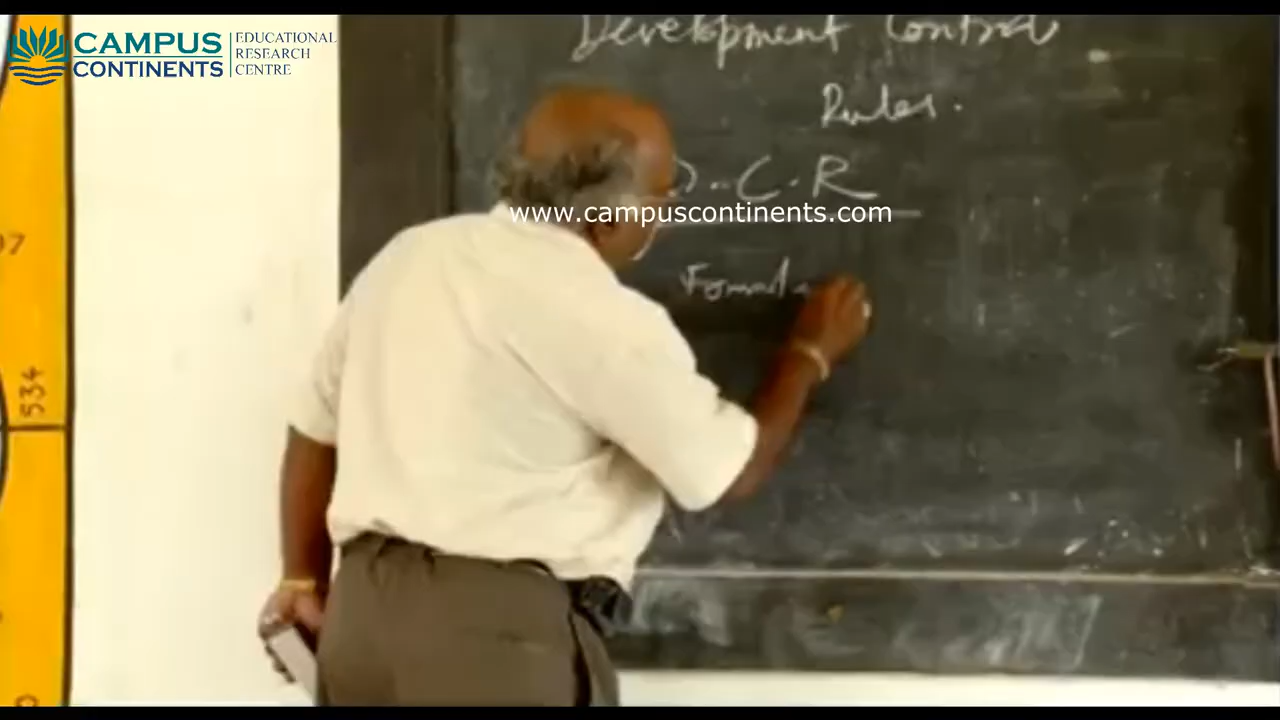 CAMPUS CONTINENTS
EDUCATIONAL RESEARCH CENTRE
Development Control
Rules.
D.C.R
www.campuscontinents.com
534